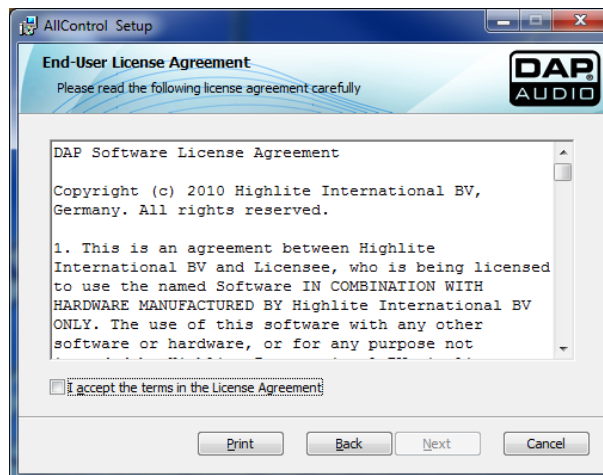 AllControl Setup
End-User License Agreement
Please read the following license agreement carefully
DAP
AUDIO
DAP Software License Agreement
Copyright (c) 2010 Highlite International BV,
Germany. All rights reserved.
1. This is an agreement between Highlite
International BV and Licensee, who is being licensed
to use the named Software IN COMBINATION WITH
HARDWARE MANUFACTURED BY Highlite International BV
ONLY. The use of this software with any other
software or hardware, or for any purpose not
I accept the terms in the License Agreement
Print
Back
Next
Cancel